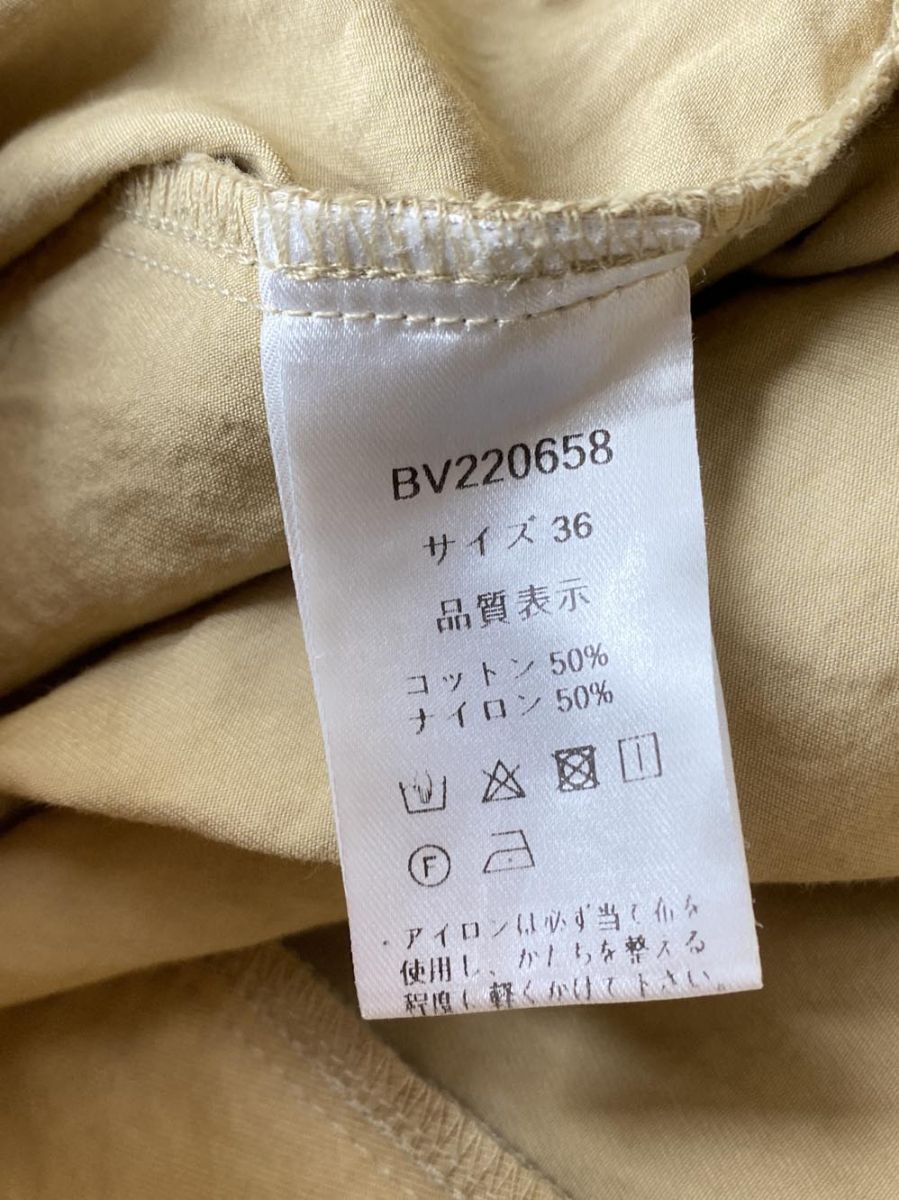 BV220658
サイズ 36
品質表示
コットン 50%
ナイロン 50%
F
アイロンは必ず当て布を
使用し、かたちを整える
程度に軽くかけて下さい。